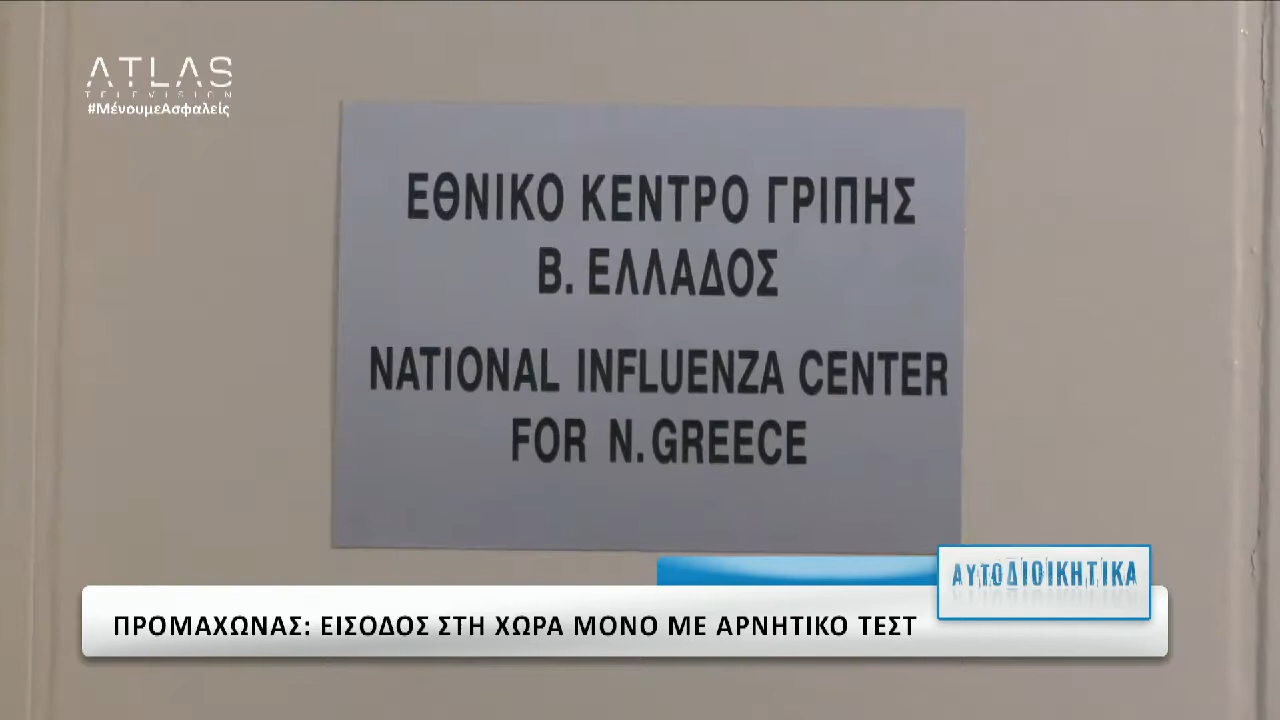 ATLAS
TELEVISION
#ΜένουμεΑσφαλείς
ΕΘΝΙΚΟ ΚΕΝΤΡΟ ΓΡΙΠΗΣ
Β. ΕΛΛΑΔΟΣ
NATIONAL INFLUENZA CENTER
FOR N. GREECE
ΑΥΤΟΔΙΟΙΚΗΤΙΚΑ
ΠΡΟΜΑΧΩΝΑΣ: ΕΙΣΟΔΟΣ ΣΤΗ ΧΩΡΑ ΜΟΝΟ ΜΕ ΑΡΝΗΤΙΚΟ ΤΕΣΤ